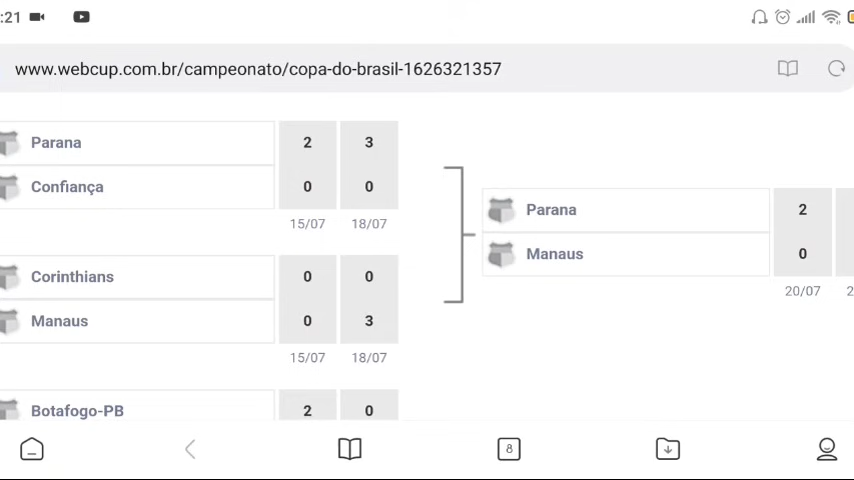 :21
www.webcup.com.br/campeonato/copa-do-brasil-1626321357
Parana 2 3
Confiança 0 0
15/07 18/07
Corinthians 0 0
Manaus 0 3
15/07 18/07
Botafogo-PB 2 0
Parana 2
Manaus 0
20/07 2
8